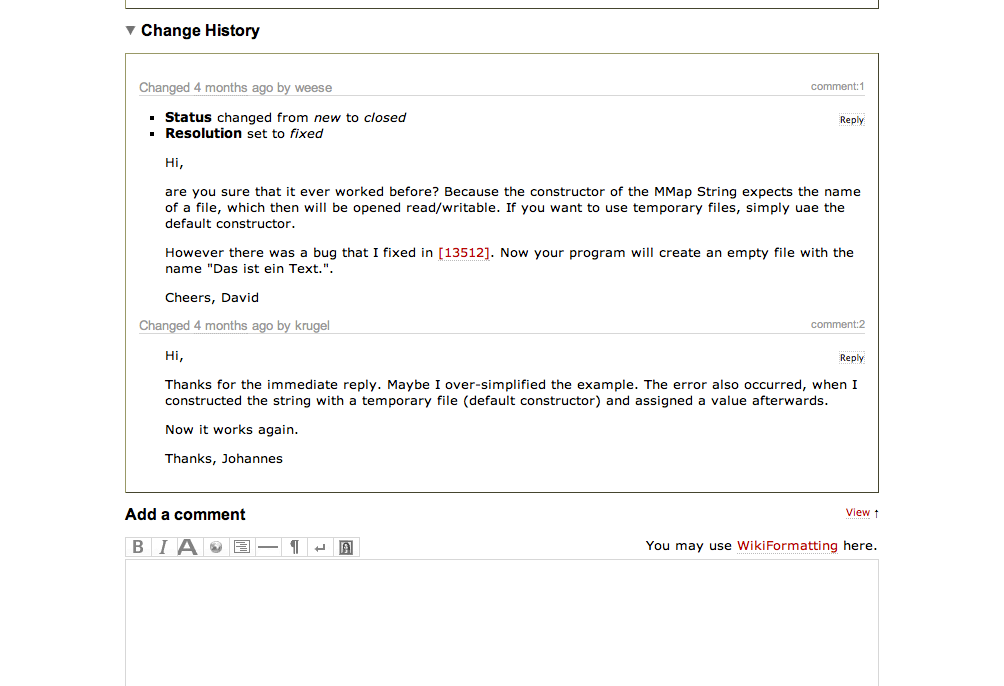 Change History
Changed 4 months ago by weese
comment:1
Status changed from new to closed
Reply
Resolution set to fixed
Hi,
are you sure that it ever worked before? Because the constructor of the MMap String expects the name
of a file, which then will be opened read/writable. If you want to use temporary files, simply uae the
default constructor.
However there was a bug that I fixed in [13512]. Now your program will create an empty file with the
name "Das ist ein Text.".
Cheers, David
Changed 4 months ago by krugel
comment:2
Hi,
Reply
Thanks for the immediate reply. Maybe I over-simplified the example. The error also occurred, when I
constructed the string with a temporary file (default constructor) and assigned a value afterwards.
Now it works again.
Thanks, Johannes
Add a comment
View ↑
B I A ¶ ↵
You may use WikiFormatting here.